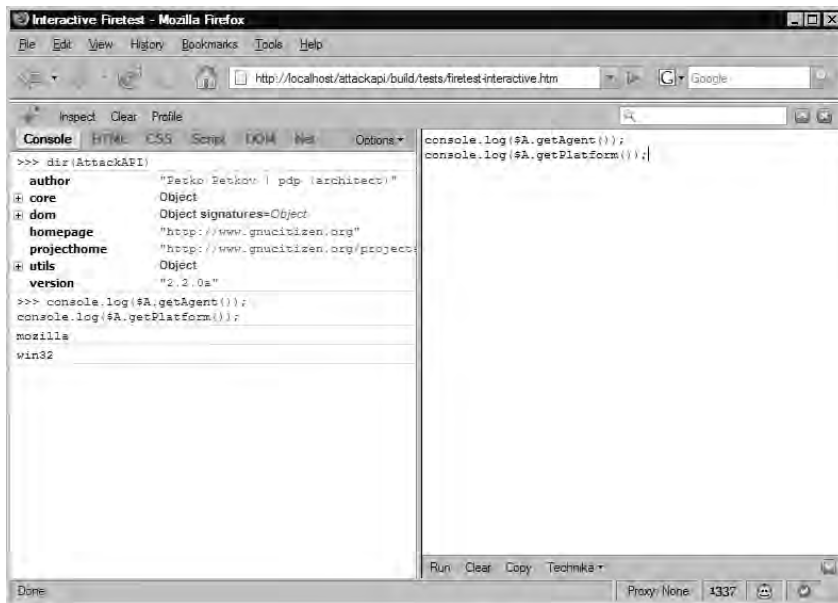 Interactive Firetest - Mozilla Firefox
File Edit View History Bookmarks Tools Help
http://localhost/attackapi/build/tests/firetest-interactive.htm
G Google
Inspect Clear Profile
Console HTML CSS Script DOM Net Options
>>> dir(AttackAPI)
author "Petko Petkov | pdp (architect)"
core Object
dom Object signatures=Object
homepage "http://www.gnucitizen.org"
projecthome "http://www.gnucitizen.org/project
utils Object
version "2.2.0a"
>>> console.log($A.getAgent());
console.log($A.getPlatform());
mozilla
win32
console.log($A.getAgent());
console.log($A.getPlatform());
Run Clear Copy Technika
Done
Proxy: None 1337